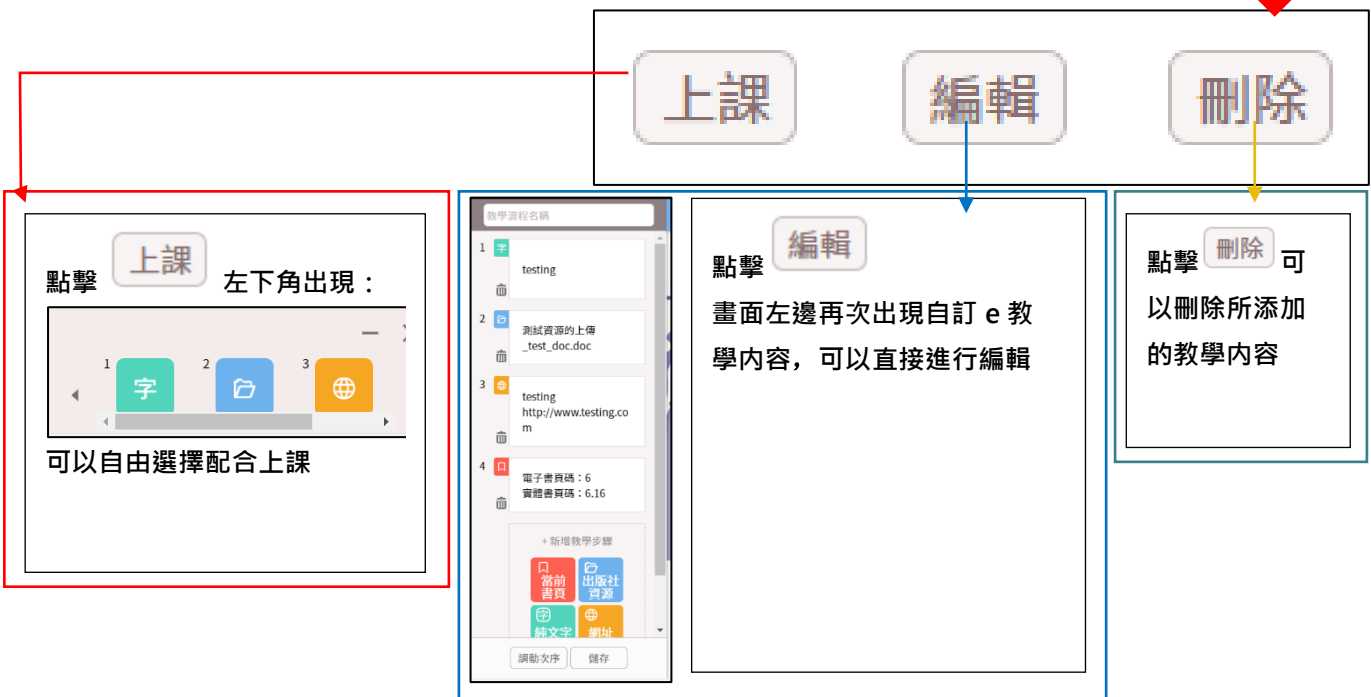 上課
編輯
刪除
點擊 上課 左下角出現：
1 字 2 3
可以自由選擇配合上課
教學流程名稱
1 字
testing
2
測試資源的上傳
_test_doc.doc
3
testing
http://www.testing.co
m
4
電子書頁碼：6
實體書頁碼：6.16
+ 新增教學步驟
當前
書頁
出版社
資源
字
純文字
網址
調動次序
儲存
點擊 編輯
畫面左邊再次出現自訂 e 教
學內容，可以直接進行編輯
點擊 刪除 可
以刪除所添加
的教學內容